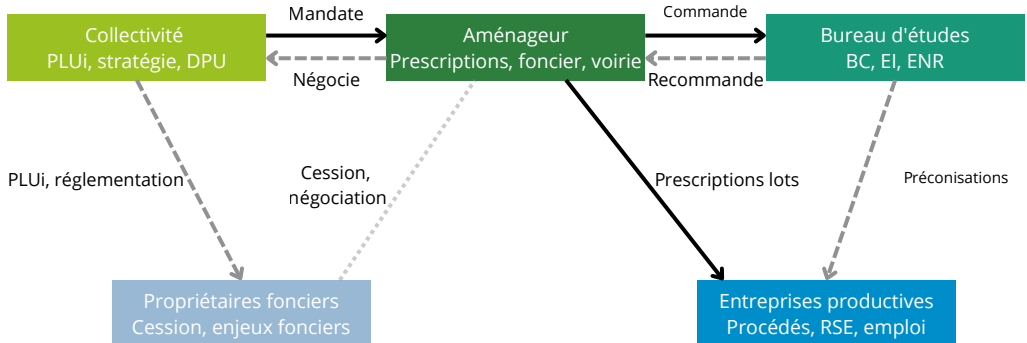 Mandate
Commande
Collectivité
PLUi, stratégie, DPU
Aménageur
Prescriptions, foncier, voirie
Bureau d'études
BC, EI, ENR
Négocie
Recommande
PLUi, réglementation
Cession,
négociation
Prescriptions lots
Préconisations
Propriétaires fonciers
Cession, enjeux fonciers
Entreprises productives
Procédés, RSE, emploi